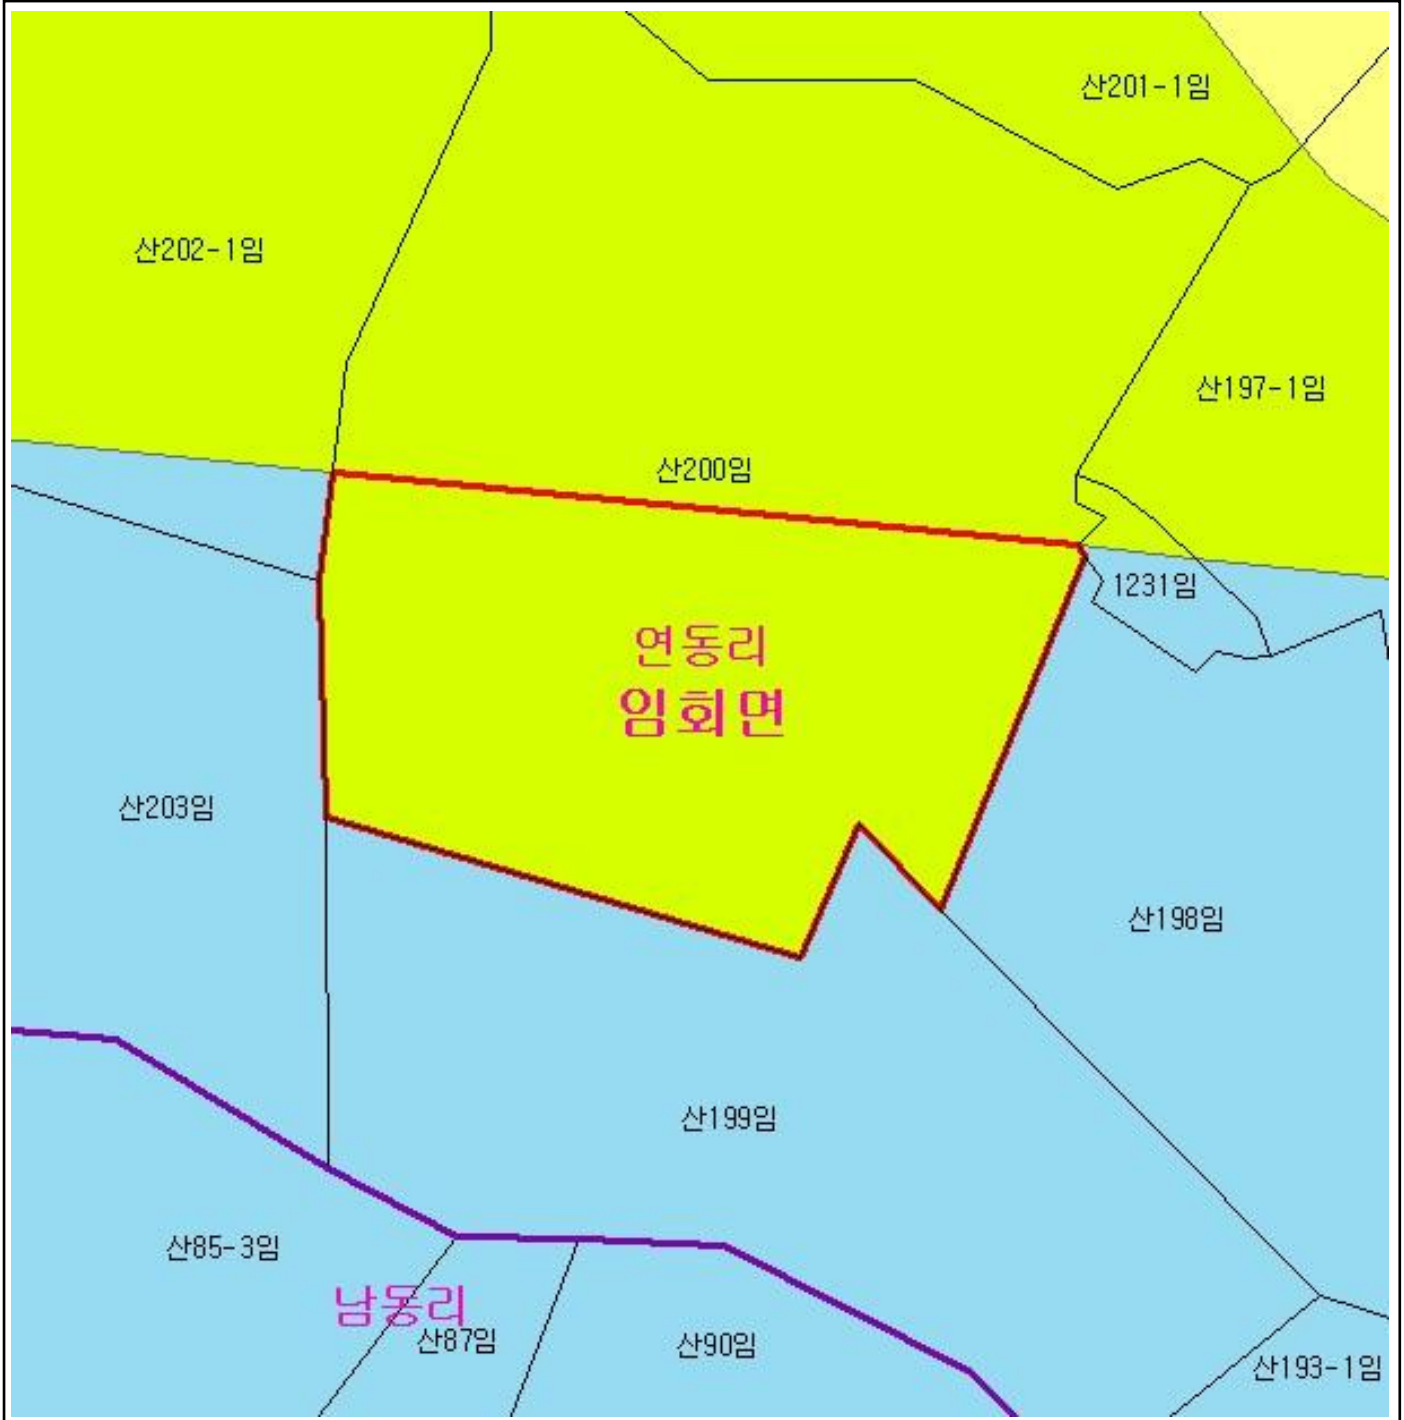 산201-1임
산202-1임
산197-1임
산200임
1231임
연동리
임회면
산203임
산198임
산199임
산85-3임
남동리
산87임
산90임
산193-1임